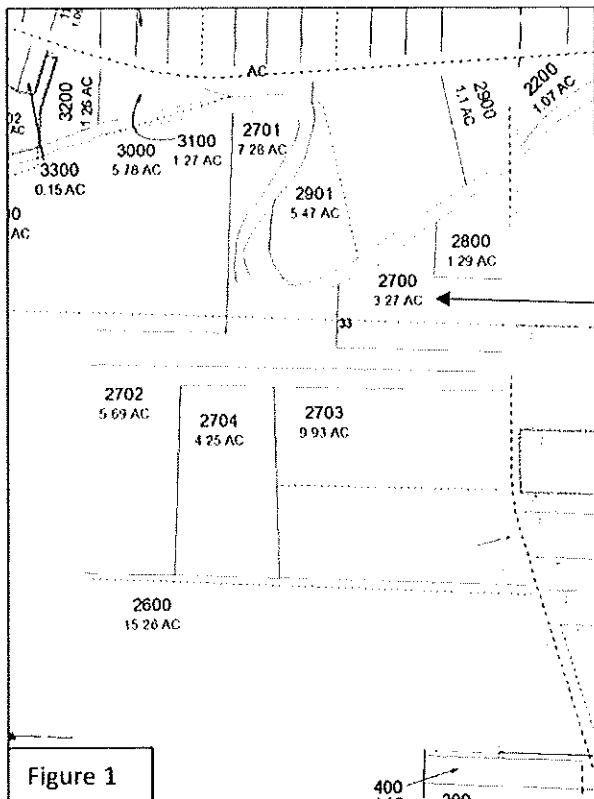 AC
3200
1.26 AC
2200
1.07 AC
2900
1.1 AC
3300
0.15 AC
3000
5.78 AC
3100
1.27 AC
2701
7.28 AC
2901
5.47 AC
AC
2800
1.29 AC
2700
3.27 AC
33
2702
5.69 AC
2704
4.25 AC
2703
9.93 AC
2600
15.26 AC
Figure 1
400